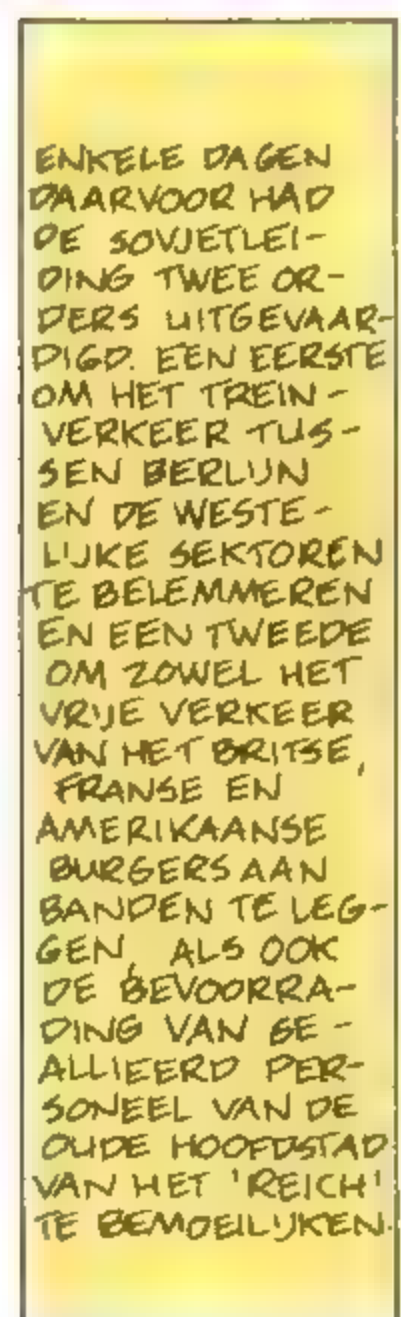 ENKELE DAGEN
DAARVOOR HAD
DE SOVJETLEI-
DING TWEE OR-
DERS UITGEVAAR-
DIGD. EEN EERSTE
OM HET TREIN-
VERKEER TUS-
SEN BERLIJN
EN DE WESTE-
LIJKE SEKTOREN
TE BELEMMEREN
EN EEN TWEEDE
OM ZOWEL HET
VRIJE VERKEER
VAN HET BRITSE,
FRANSE EN
AMERIKAANSE
BURGERS AAN
BANDEN TE LEG-
GEN, ALS OOK
DE BEVOORRA-
DING VAN GE-
ALLIEERD PER-
SONEEL VAN DE
OUDE HOOFDSTAD
VAN HET 'REICH'
TE BEMOEILIJKEN.